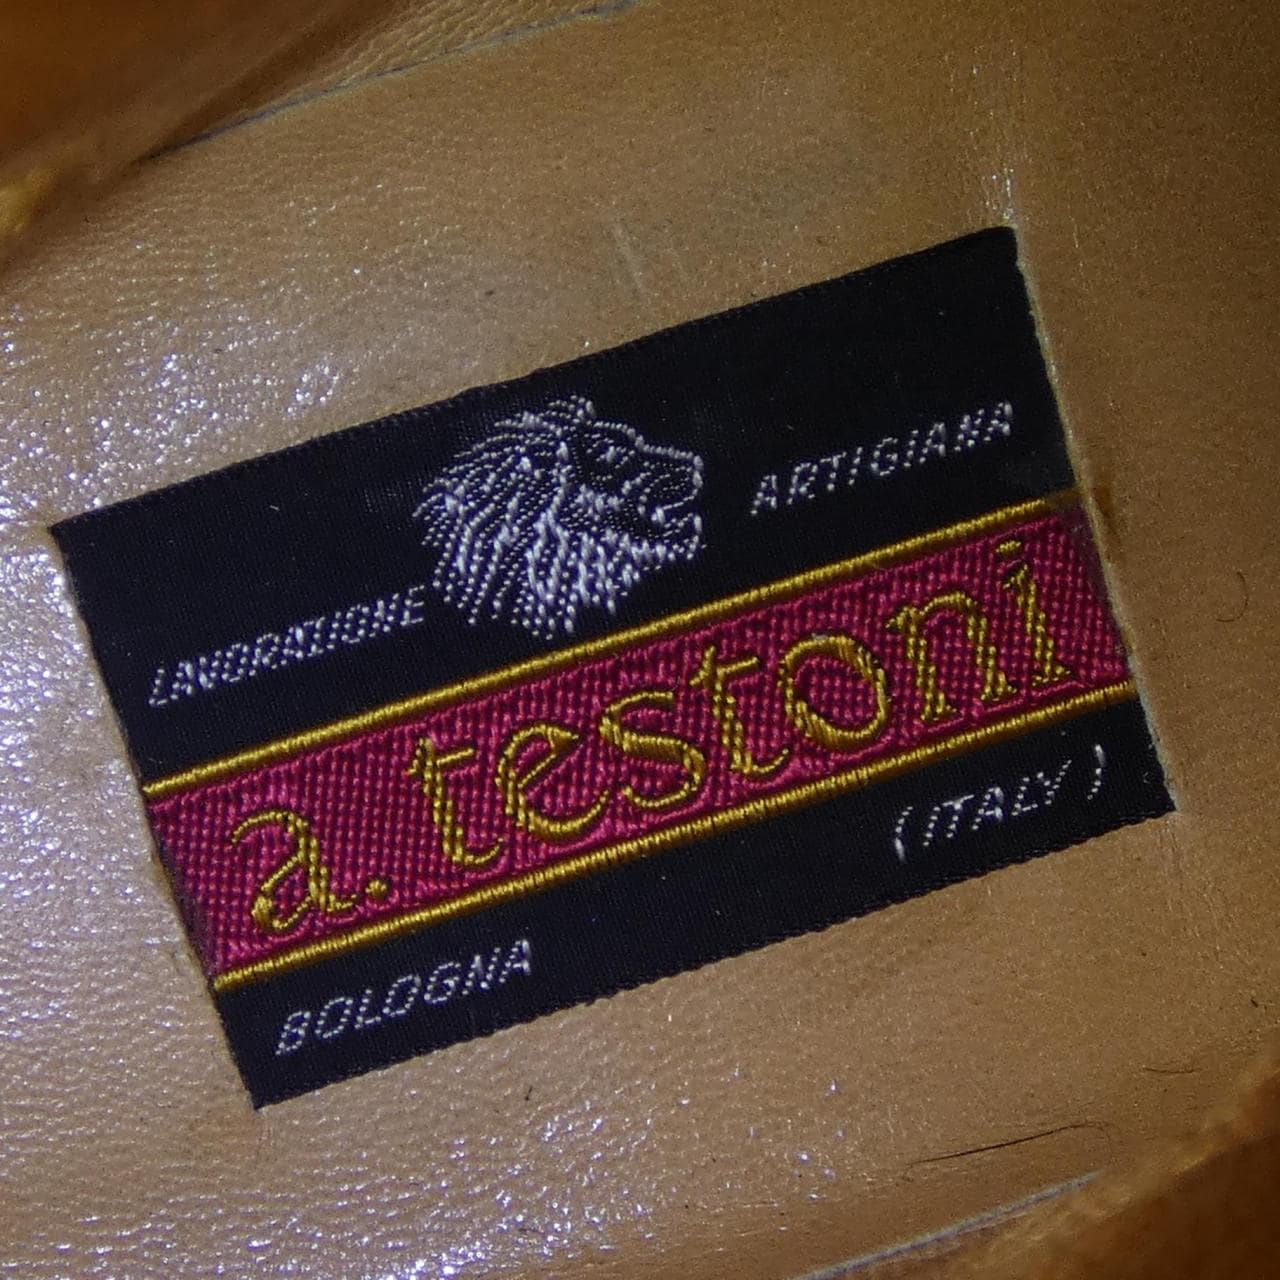 LAVORAZIONE ARTIGIANA
a. testoni
BOLOGNA (ITALY)